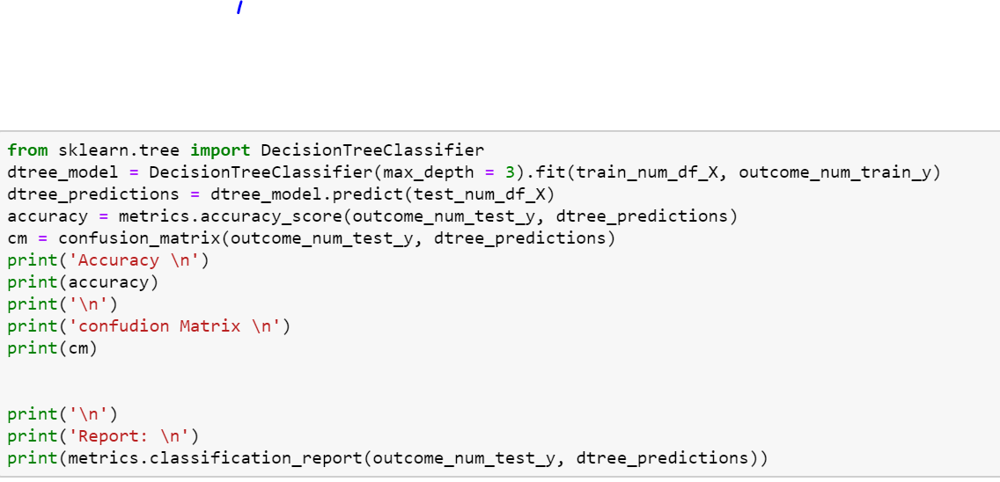 from sklearn.tree import DecisionTreeClassifier
dtree_model = DecisionTreeClassifier(max_depth = 3).fit(train_num_df_X, outcome_num_train_y)
dtree_predictions = dtree_model.predict(test_num_df_X)
accuracy = metrics.accuracy_score(outcome_num_test_y, dtree_predictions)
cm = confusion_matrix(outcome_num_test_y, dtree_predictions)
print('Accuracy \n')
print(accuracy)
print('\n')
print('confudion Matrix \n')
print(cm)
print('\n')
print('Report: \n')
print(metrics.classification_report(outcome_num_test_y, dtree_predictions))